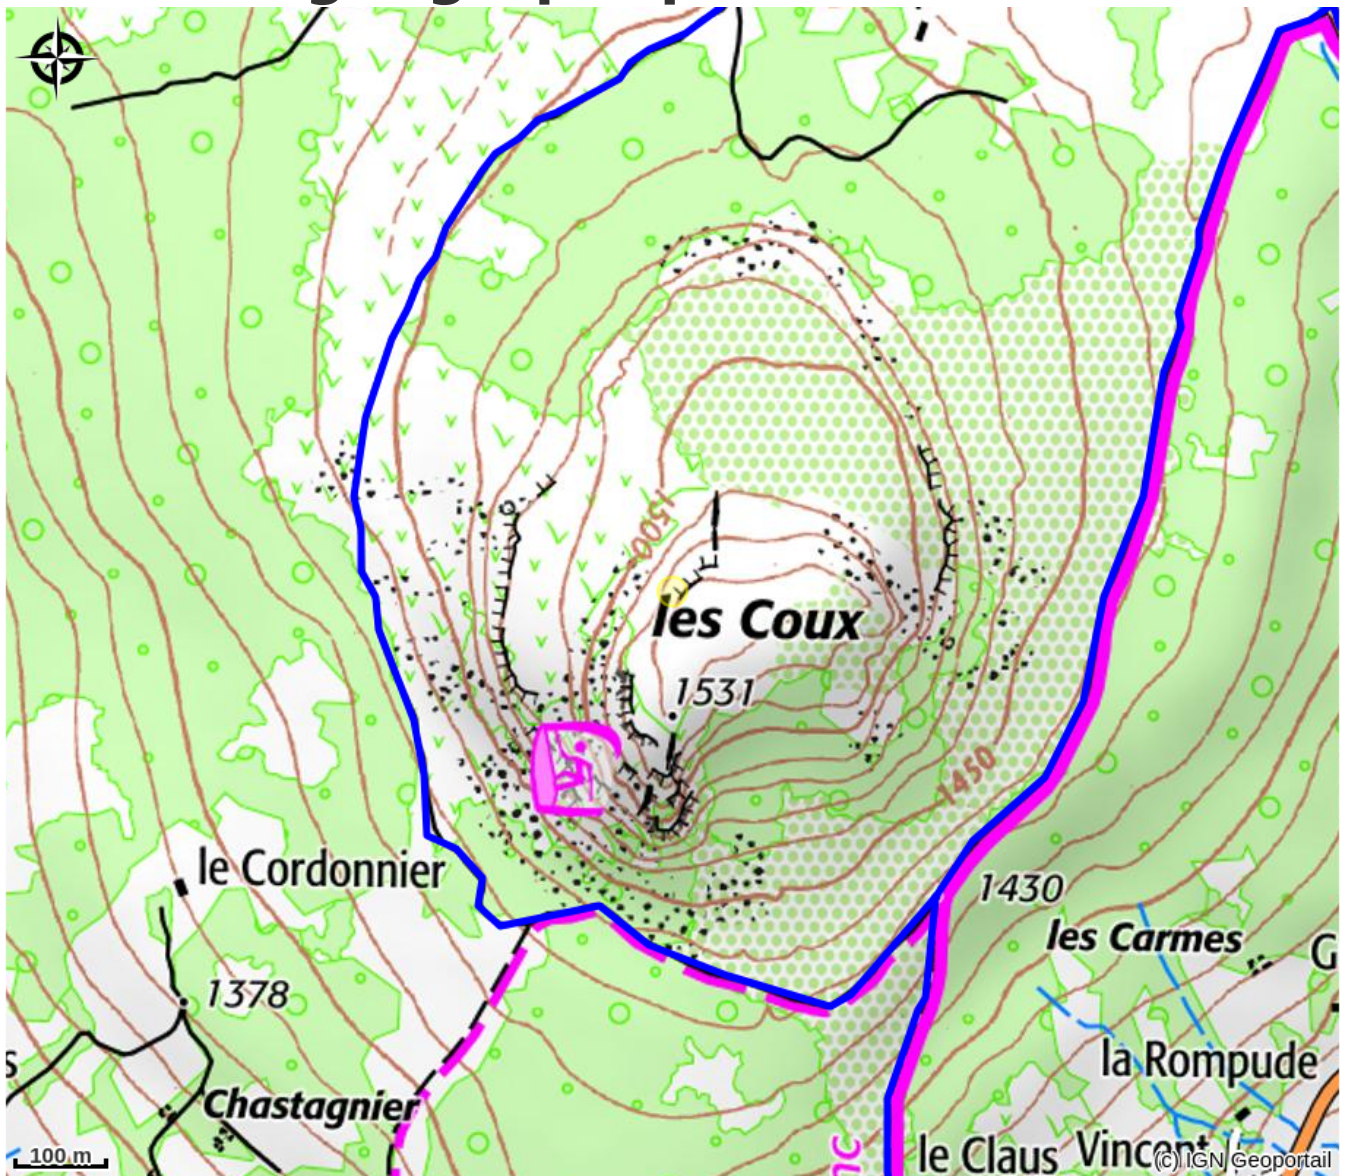 1500
les Coux
1531
1450
le Cordonnier
1430
les Carmes
G
1378
la Rompude
s
Chastagnier
le Claus
Vincent
100 m
(c) IGN Geoportail